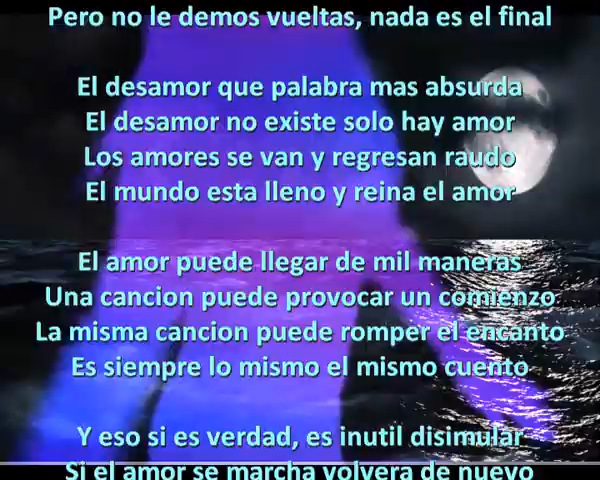 Pero no le demos vueltas, nada es el final
El desamor que palabra mas absurda
El desamor no existe solo hay amor
Los amores se van y regresan raudo
El mundo esta lleno y reina el amor
El amor puede llegar de mil maneras
Una cancion puede provocar un comienzo
La misma cancion puede romper el encanto
Es siempre lo mismo el mismo cuento
Y eso si es verdad, es inutil disimular
Si el amor se marcha volvera de nuevo